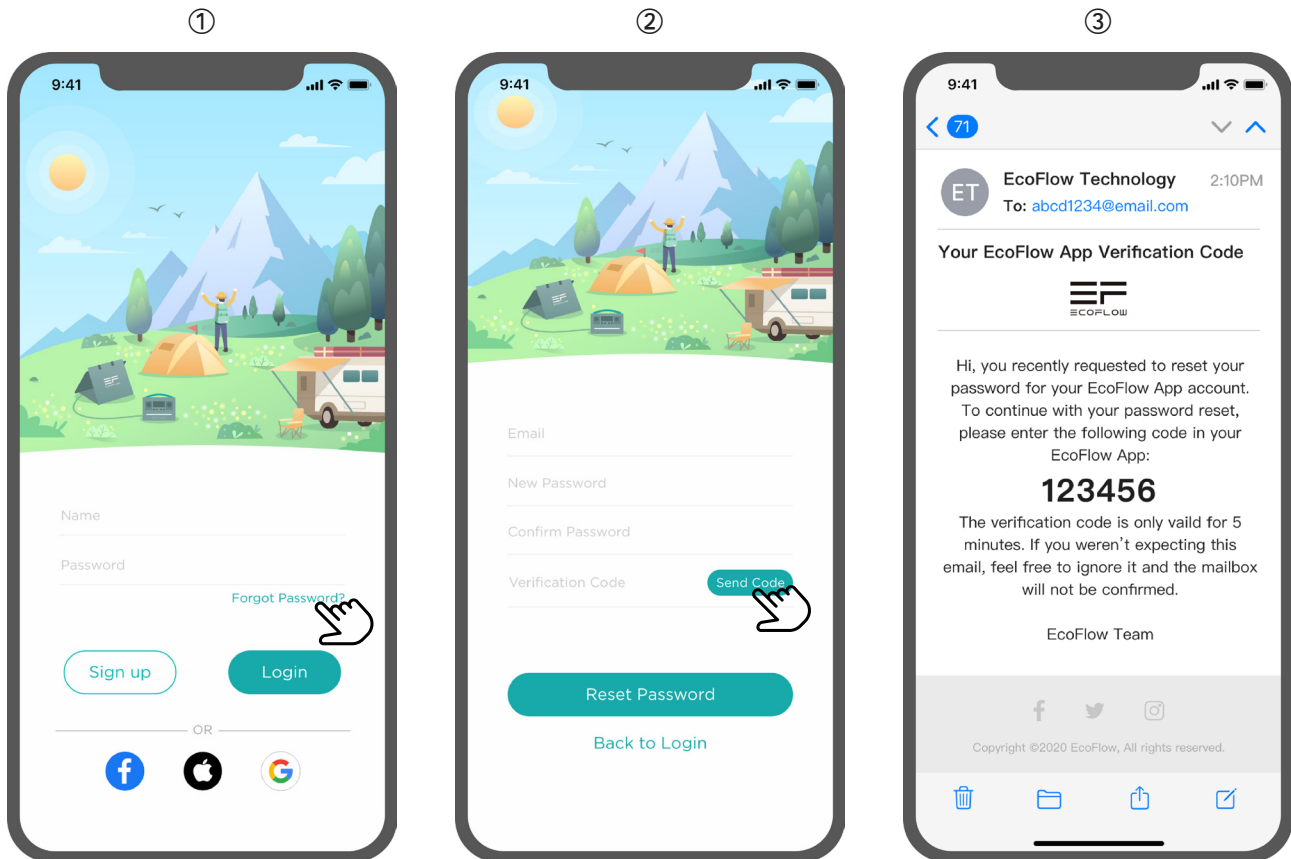 ①
9:41
Name
Password
Forgot Password?
Sign up
Login
OR
②
9:41
EF
Email
New Password
Confirm Password
Verification Code
Send Code
Reset Password
Back to Login
③
9:41
71
ET
EcoFlow Technology
2:10PM
To: abcd1234@email.com
Your EcoFlow App Verification Code
EF
ECOFLOW
Hi, you recently requested to reset your
password for your EcoFlow App account.
To continue with your password reset,
please enter the following code in your
EcoFlow App:
123456
The verification code is only vaild for 5
minutes. If you weren't expecting this
email, feel free to ignore it and the mailbox
will not be confirmed.
EcoFlow Team
Copyright ©2020 EcoFlow, All rights reserved.